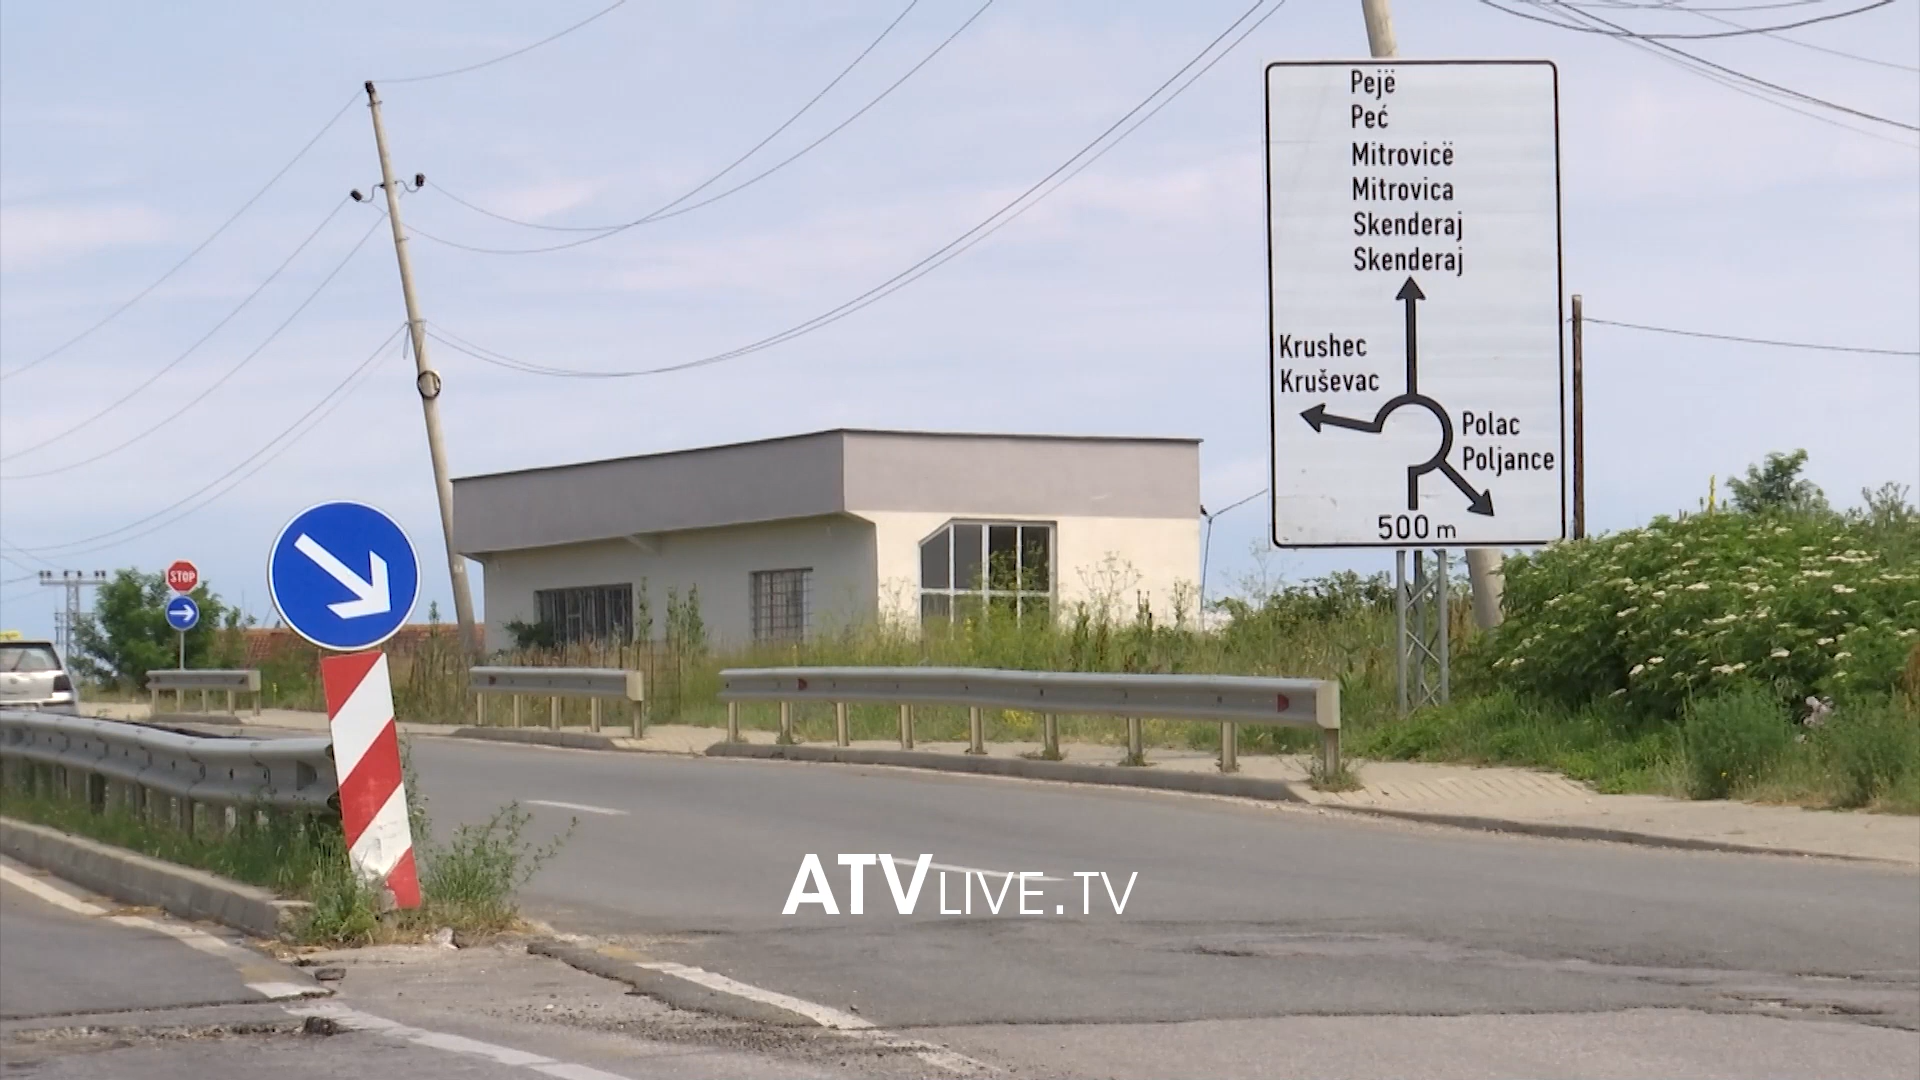 Pejë
Peć
Mitrovicë
Mitrovica
Skenderaj
Skenderaj
Krushec
Kruševac
Polac
Poljance
500 m
STOP
ATVLIVE.TV